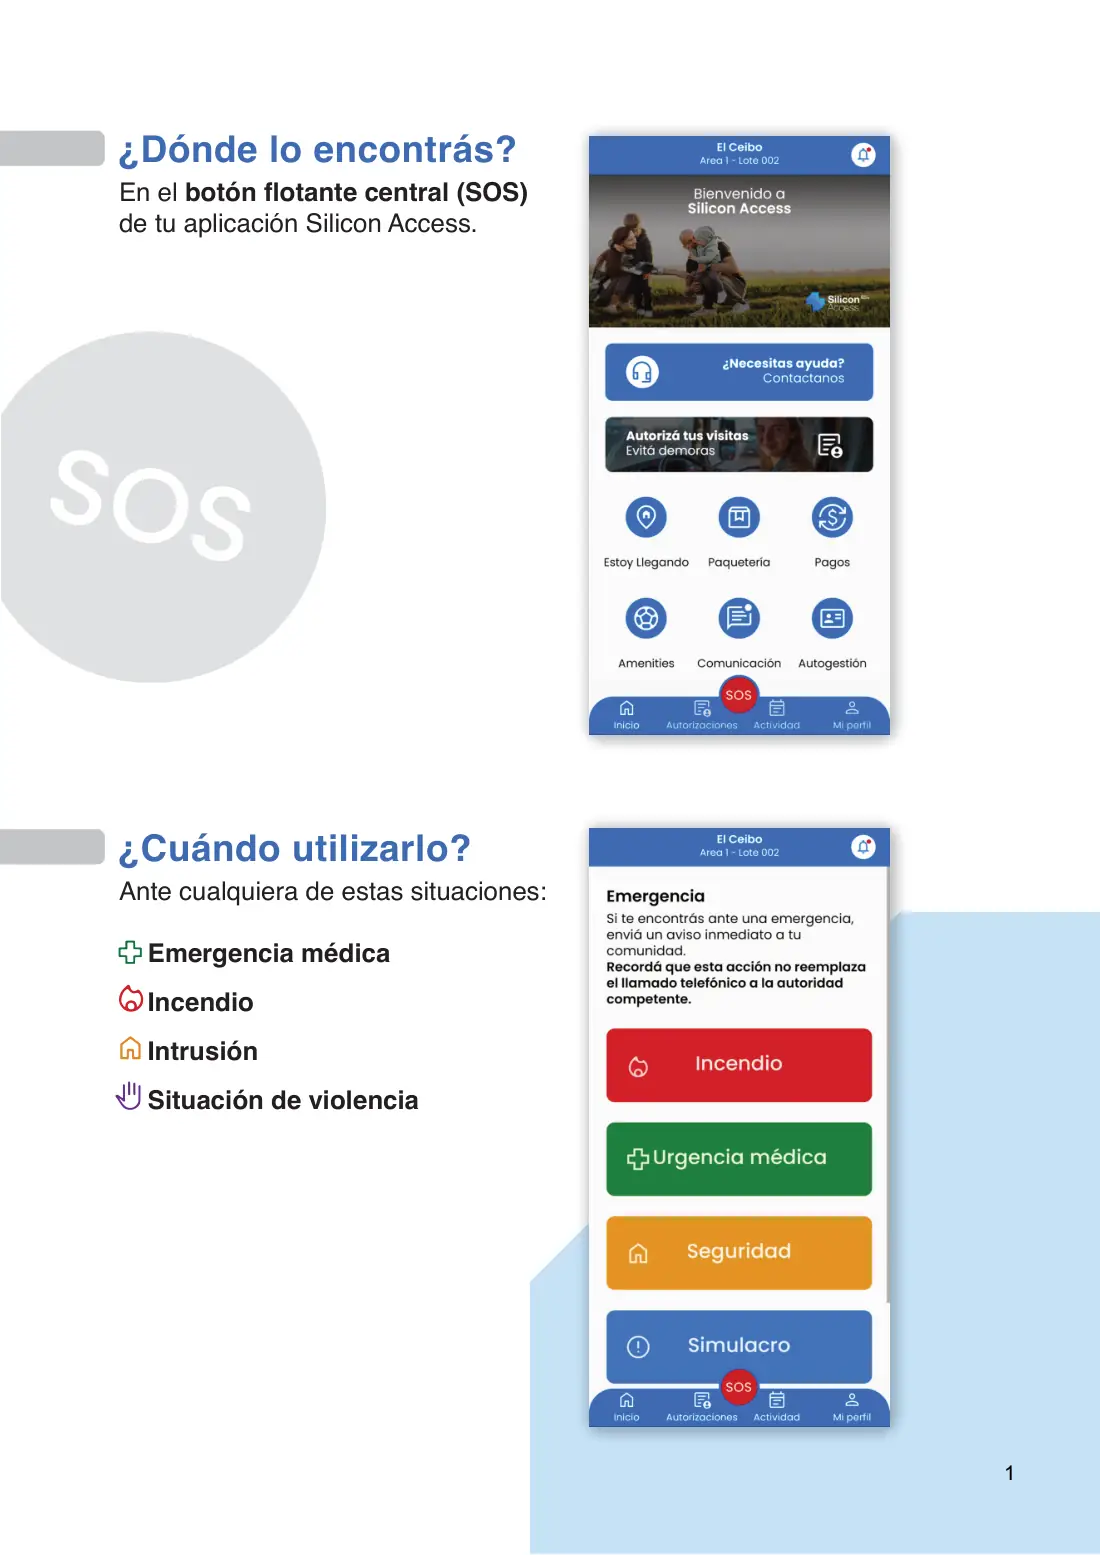 ¿Dónde lo encontrás?
En el botón flotante central (SOS)
de tu aplicación Silicon Access.
SOS
El Ceibo
Area 1 - Lote 002
Bienvenido a
Silicon Access
Silicon
Access
¿Necesitas ayuda?
Contactanos
Autorizá tus visitas
Evitá demoras
Estoy Llegando Paquetería Pagos
Amenities Comunicación Autogestión
SOS
Inicio Autorizaciones Actividad Mi perfil
¿Cuándo utilizarlo?
Ante cualquiera de estas situaciones:
Emergencia médica
Incendio
Intrusión
Situación de violencia
El Ceibo
Area 1 - Lote 002
Emergencia
Si te encontrás ante una emergencia,
enviá un aviso inmediato a tu
comunidad.
Recordá que esta acción no reemplaza
el llamado telefónico a la autoridad
competente.
Incendio
Urgencia médica
Seguridad
Simulacro
SOS
Inicio Autorizaciones Actividad Mi perfil
1